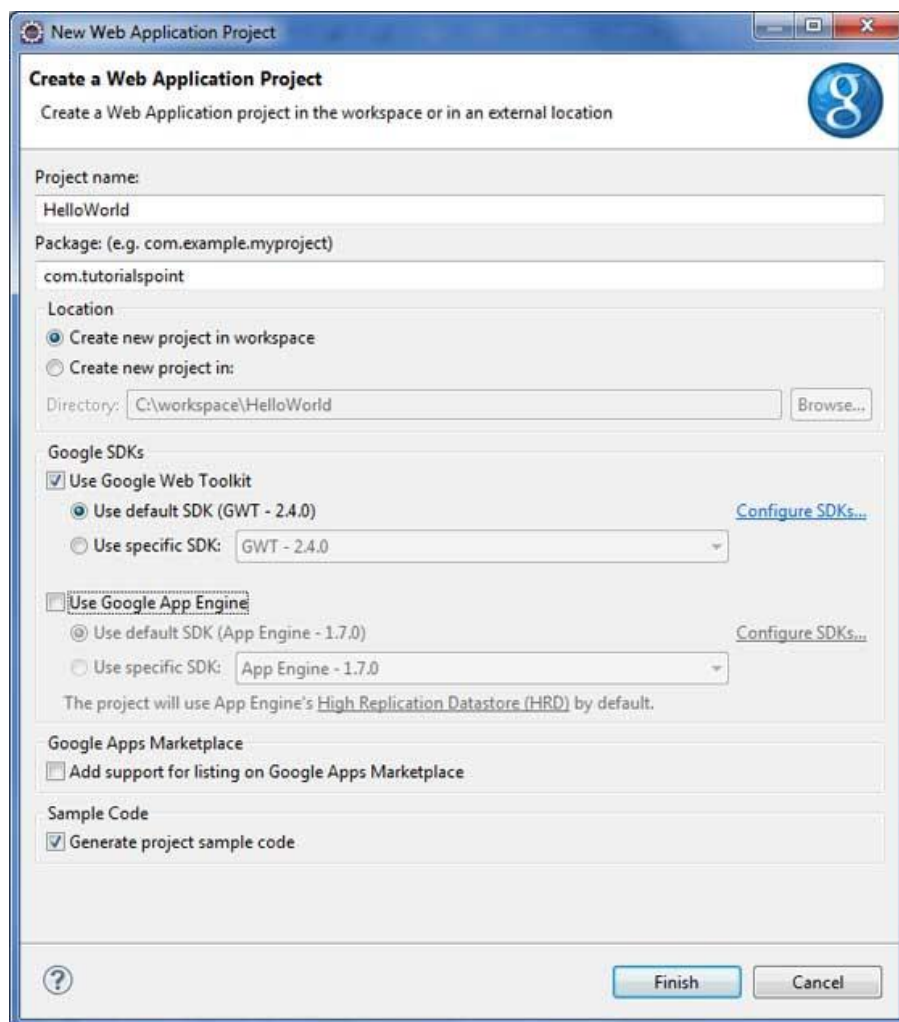 New Web Application Project
Create a Web Application Project
Create a Web Application project in the workspace or in an external location
g
Project name:
HelloWorld
Package: (e.g. com.example.myproject)
com.tutorialspoint
Location
Create new project in workspace
Create new project in:
Directory: C:\workspace\HelloWorld Browse...
Google SDKs
Use Google Web Toolkit
Use default SDK (GWT - 2.4.0) Configure SDKs...
Use specific SDK: GWT - 2.4.0
Use Google App Engine
Use default SDK (App Engine - 1.7.0) Configure SDKs...
Use specific SDK: App Engine - 1.7.0
The project will use App Engine's High Replication Datastore (HRD) by default.
Google Apps Marketplace
Add support for listing on Google Apps Marketplace
Sample Code
Generate project sample code
? Finish Cancel